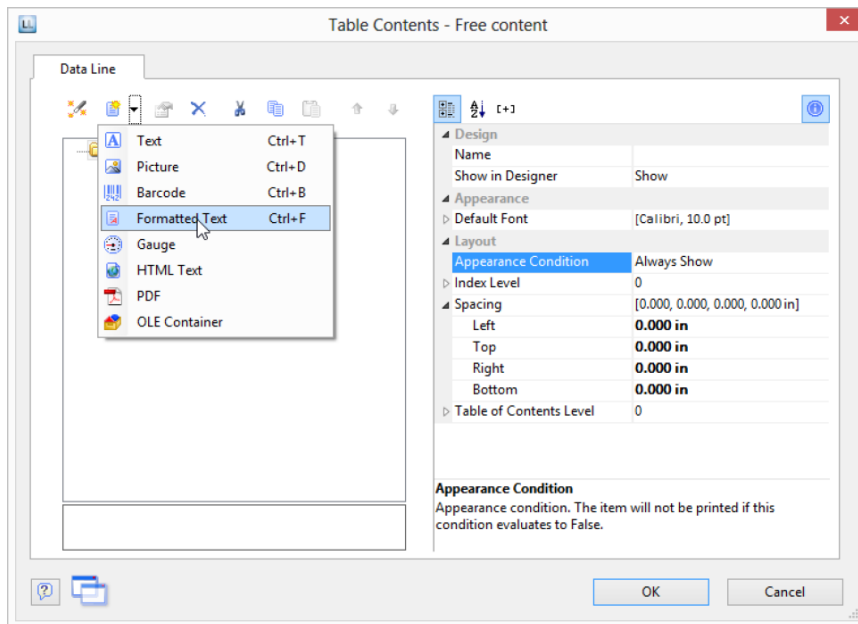 Table Contents - Free content
Data Line
[+]
Text Ctrl+T
Picture Ctrl+D
Barcode Ctrl+B
Formatted Text Ctrl+F
Gauge
HTML Text
PDF
OLE Container
Design
Name
Show in Designer Show
Appearance
Default Font [Calibri, 10.0 pt]
Layout
Appearance Condition Always Show
Index Level 0
Spacing [0.000, 0.000, 0.000, 0.000 in]
Left 0.000 in
Top 0.000 in
Right 0.000 in
Bottom 0.000 in
Table of Contents Level 0
Appearance Condition
Appearance condition. The item will not be printed if this
condition evaluates to False.
OK Cancel